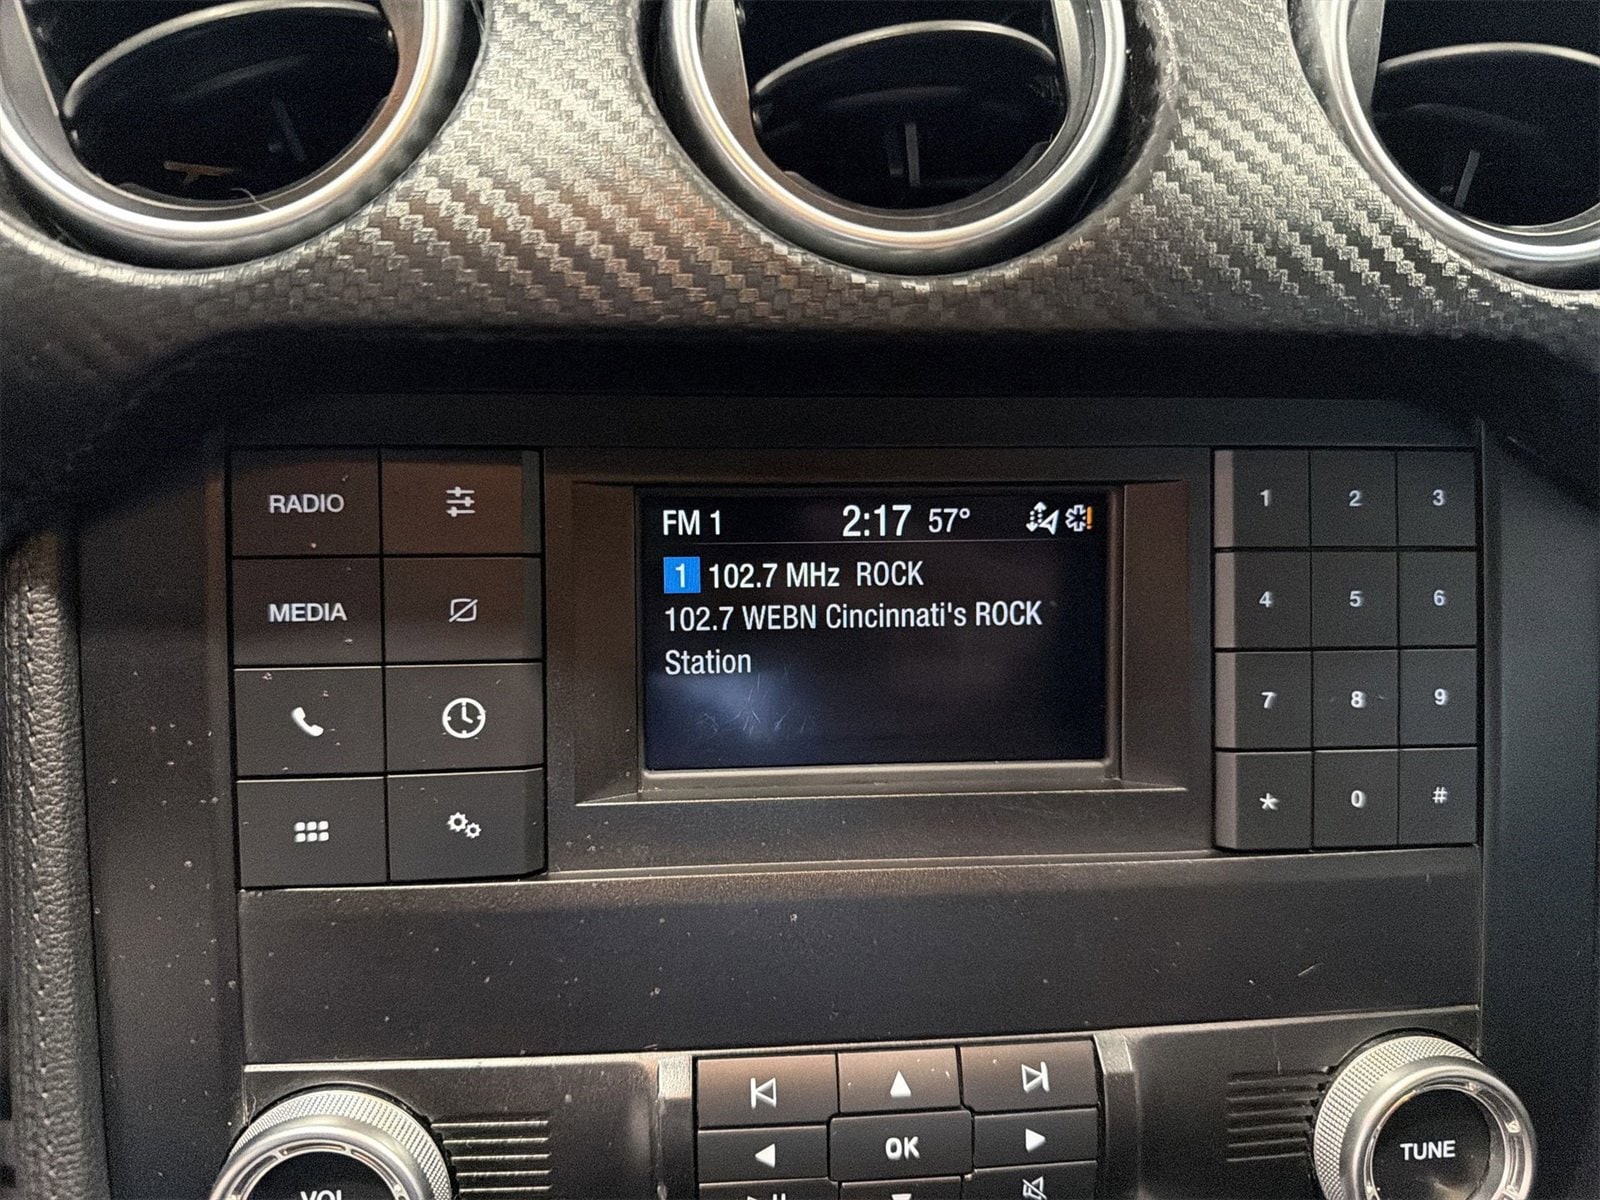 RADIO
MEDIA
FM 1 2:17 57°
1 102.7 MHz ROCK
102.7 WEBN Cincinnati's ROCK
Station
1 2 3
4 5 6
7 8 9
* 0 #
OK
VOL
TUNE